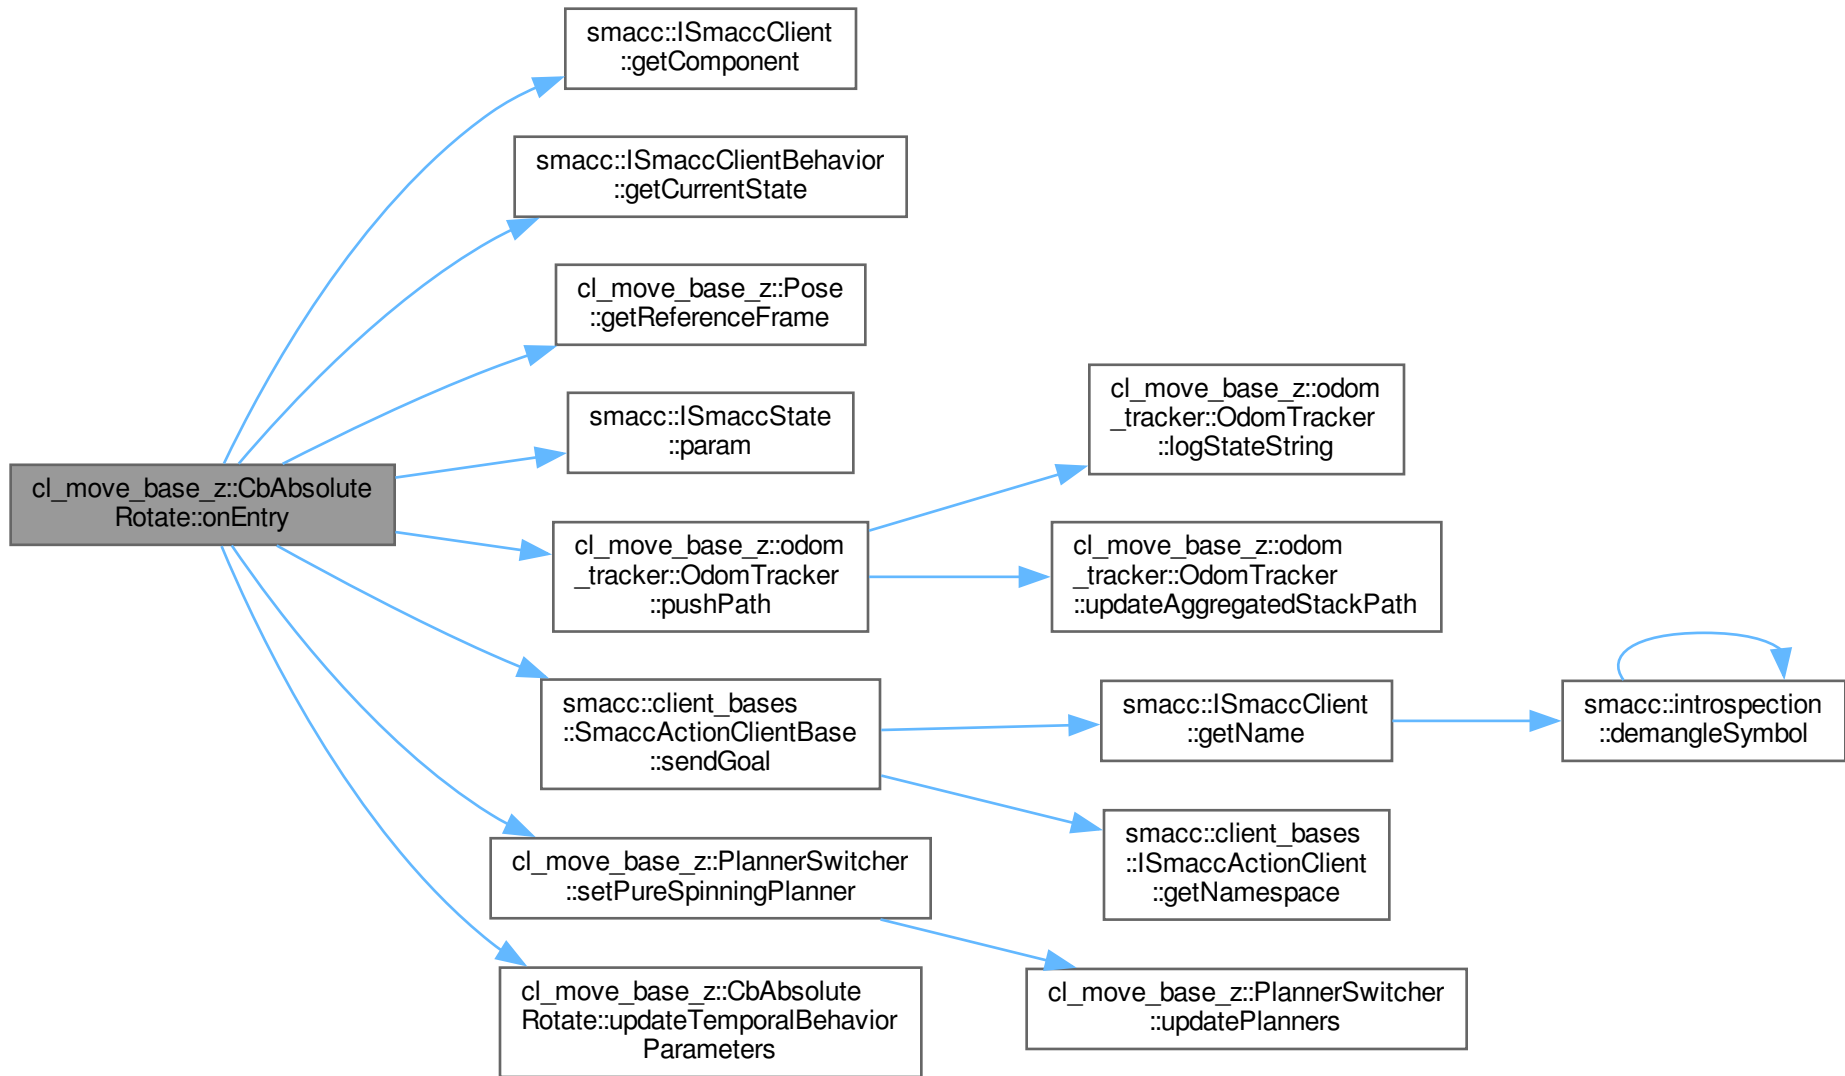 smacc::ISmaccClient
::getComponent
smacc::ISmaccClientBehavior
::getCurrentState
cl_move_base_z::Pose
::getReferenceFrame
smacc::ISmaccState
::param
cl_move_base_z::odom
_tracker::OdomTracker
::logStateString
cl_move_base_z::CbAbsolute
Rotate::onEntry
cl_move_base_z::odom
_tracker::OdomTracker
::pushPath
cl_move_base_z::odom
_tracker::OdomTracker
::updateAggregatedStackPath
smacc::client_bases
::SmaccActionClientBase
::sendGoal
smacc::ISmaccClient
::getName
smacc::introspection
::demangleSymbol
smacc::client_bases
::ISmaccActionClient
::getNamespace
cl_move_base_z::PlannerSwitcher
::setPureSpinningPlanner
cl_move_base_z::CbAbsolute
Rotate::updateTemporalBehavior
Parameters
cl_move_base_z::PlannerSwitcher
::updatePlanners